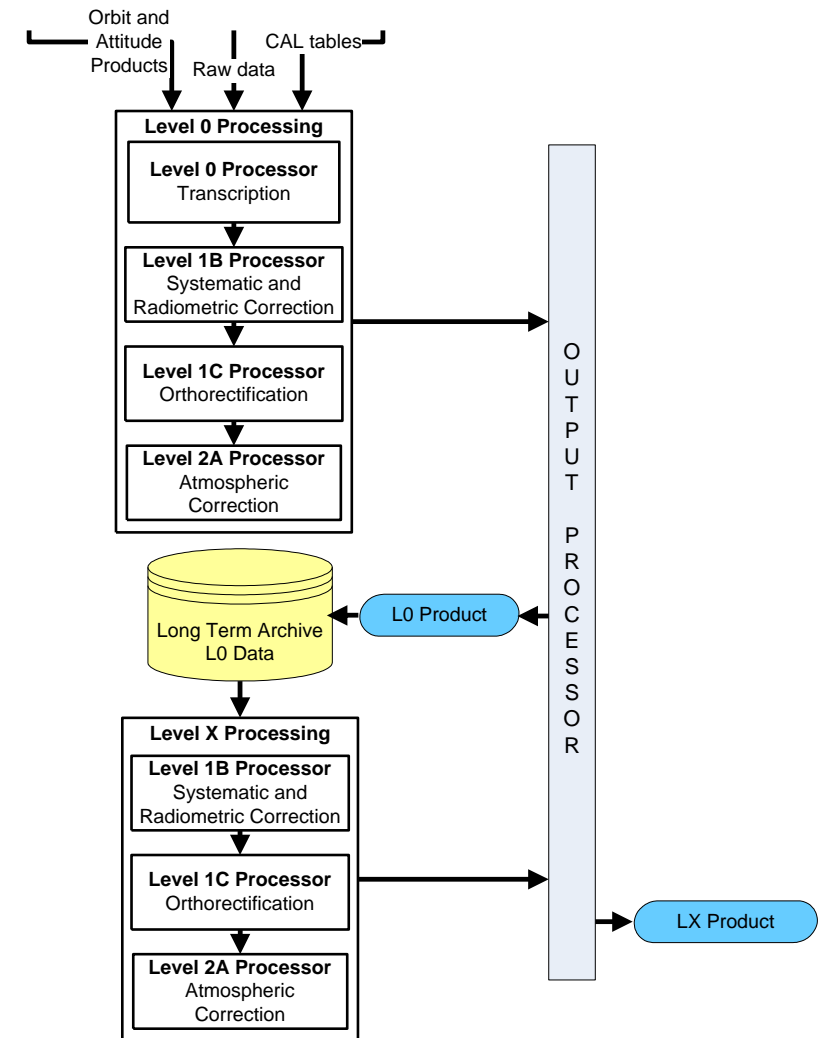 Orbit and
Attitude
Products
Raw data
CAL tables
Level 0 Processing
Level 0 Processor
Transcription
Level 1B Processor
Systematic and
Radiometric Correction
Level 1C Processor
Orthorectification
Level 2A Processor
Atmospheric
Correction
OUTPUT PROCESSOR
L0 Product
Long Term Archive
L0 Data
Level X Processing
Level 1B Processor
Systematic and
Radiometric Correction
Level 1C Processor
Orthorectification
Level 2A Processor
Atmospheric
Correction
LX Product